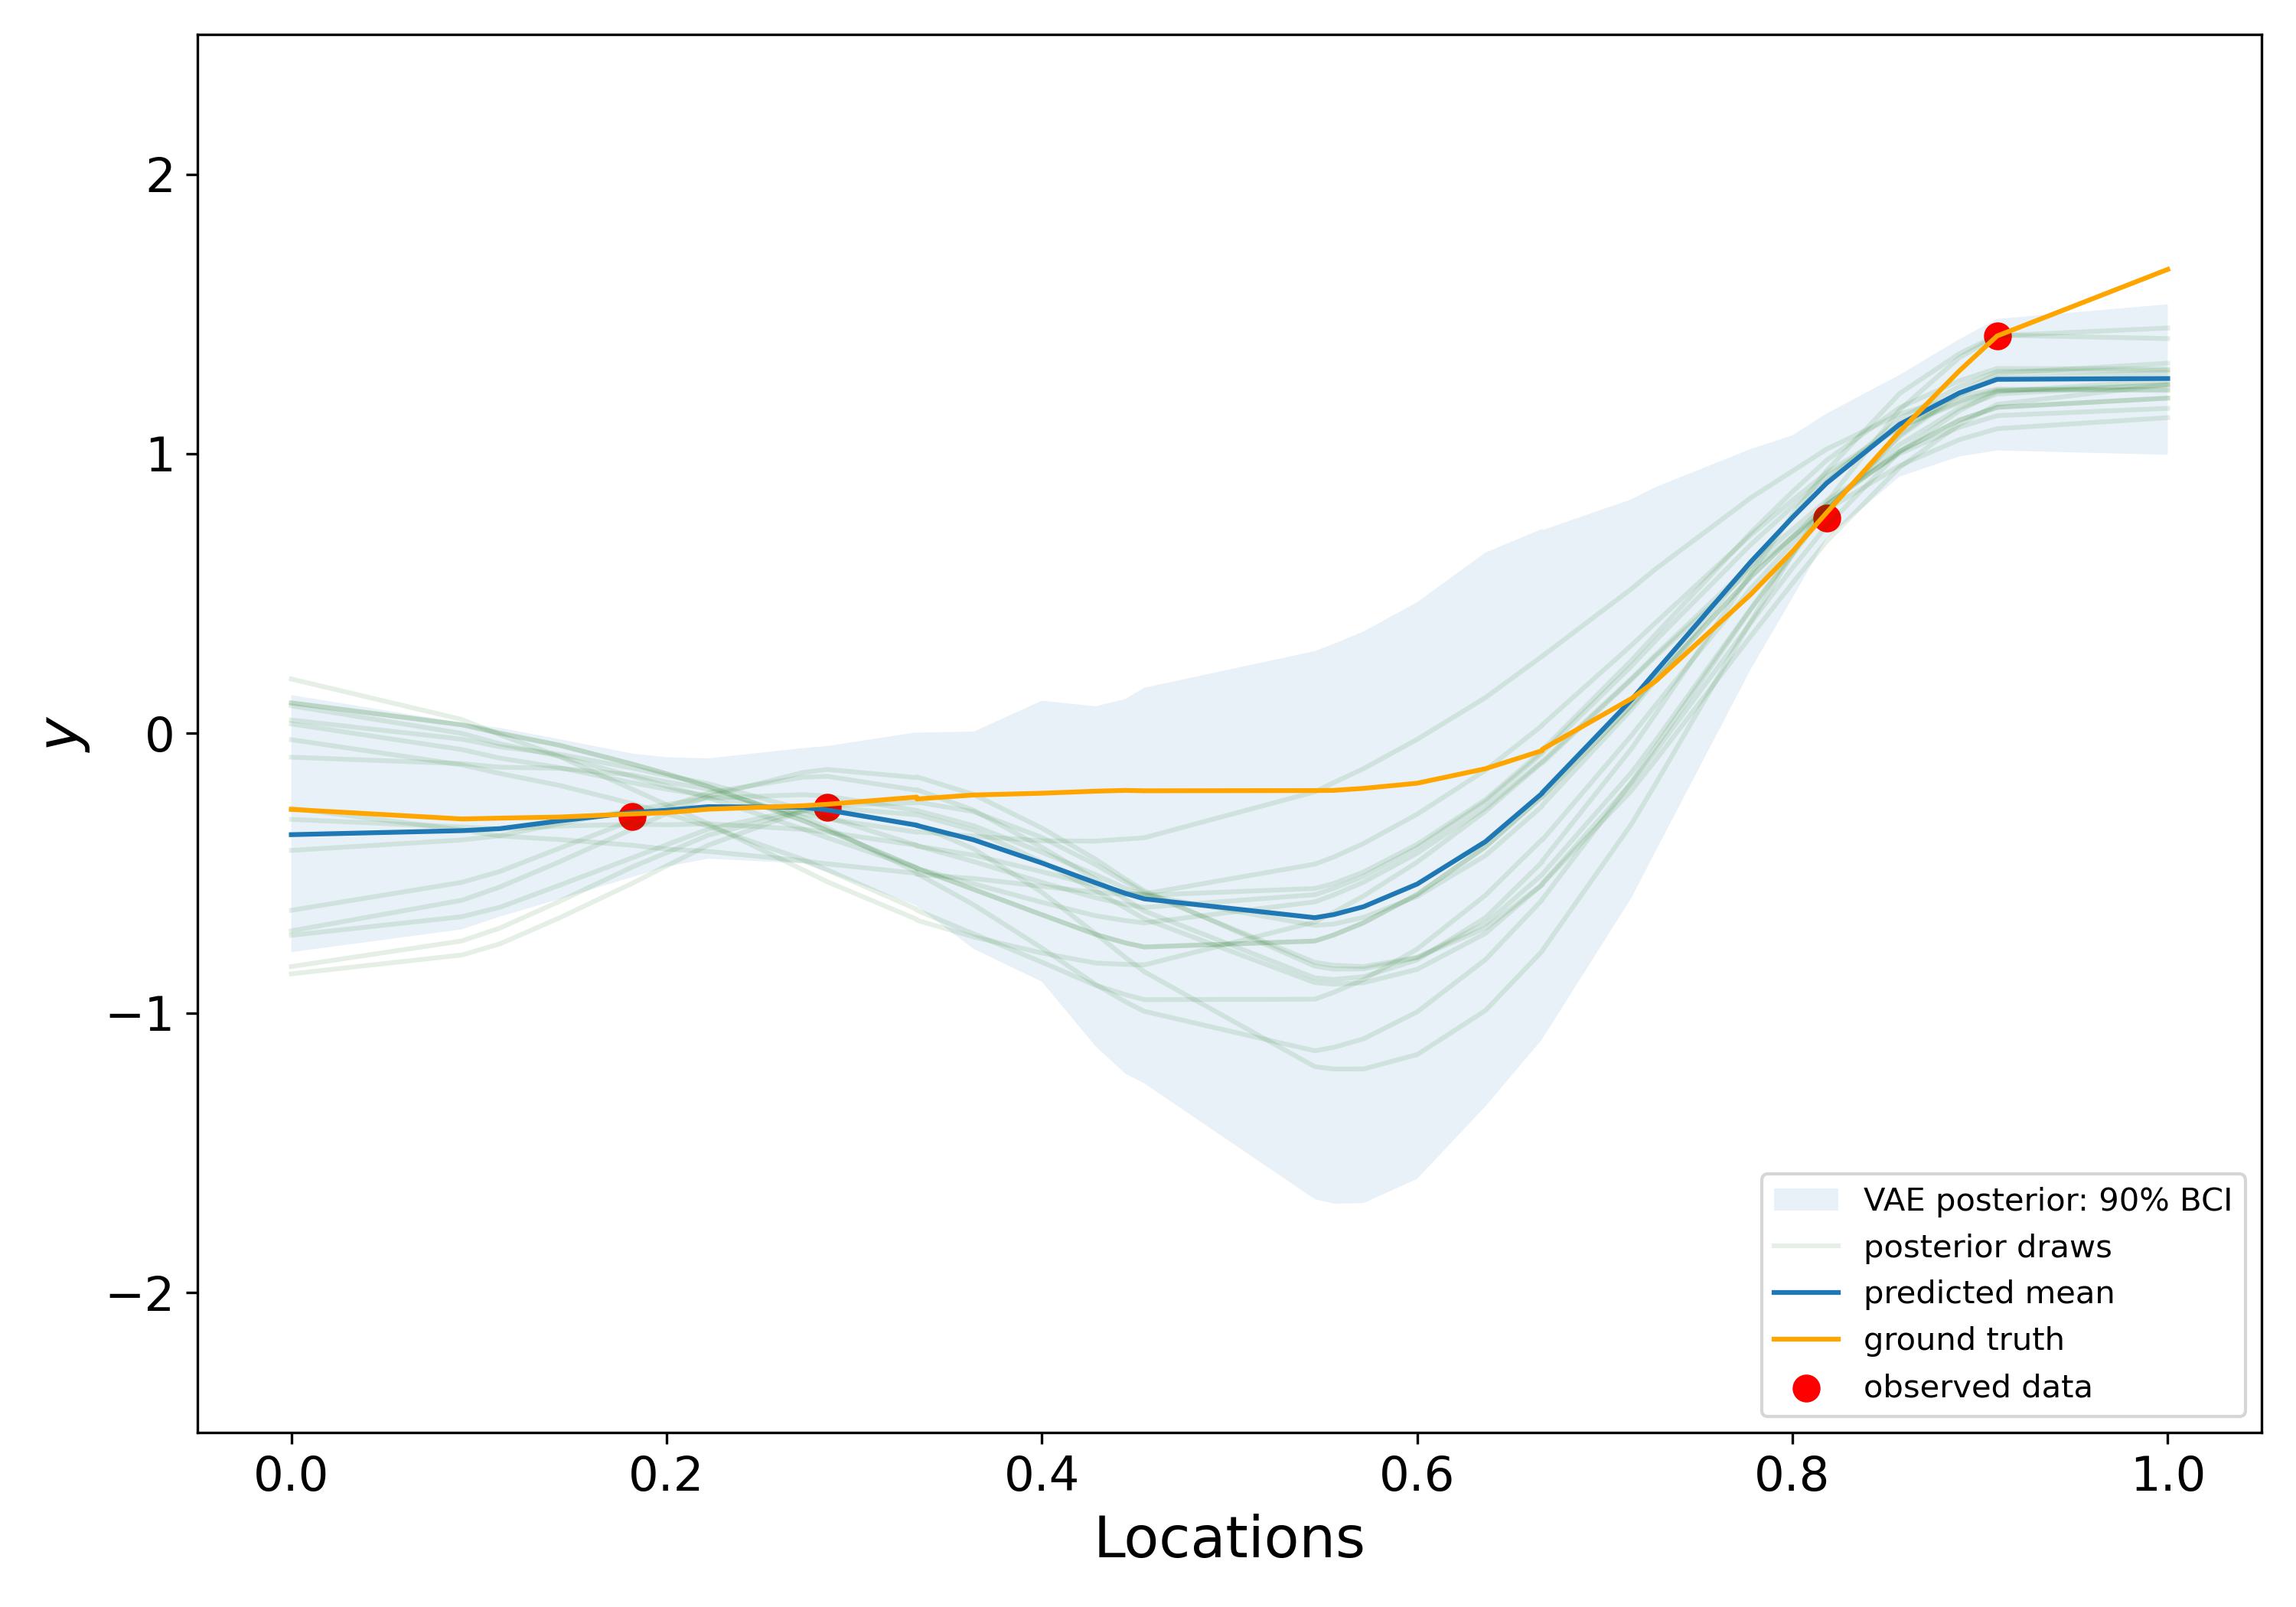 2
1
0
−1
−2
y
0.0 0.2 0.4 0.6 0.8 1.0
Locations
VAE posterior: 90% BCI
posterior draws
predicted mean
ground truth
observed data